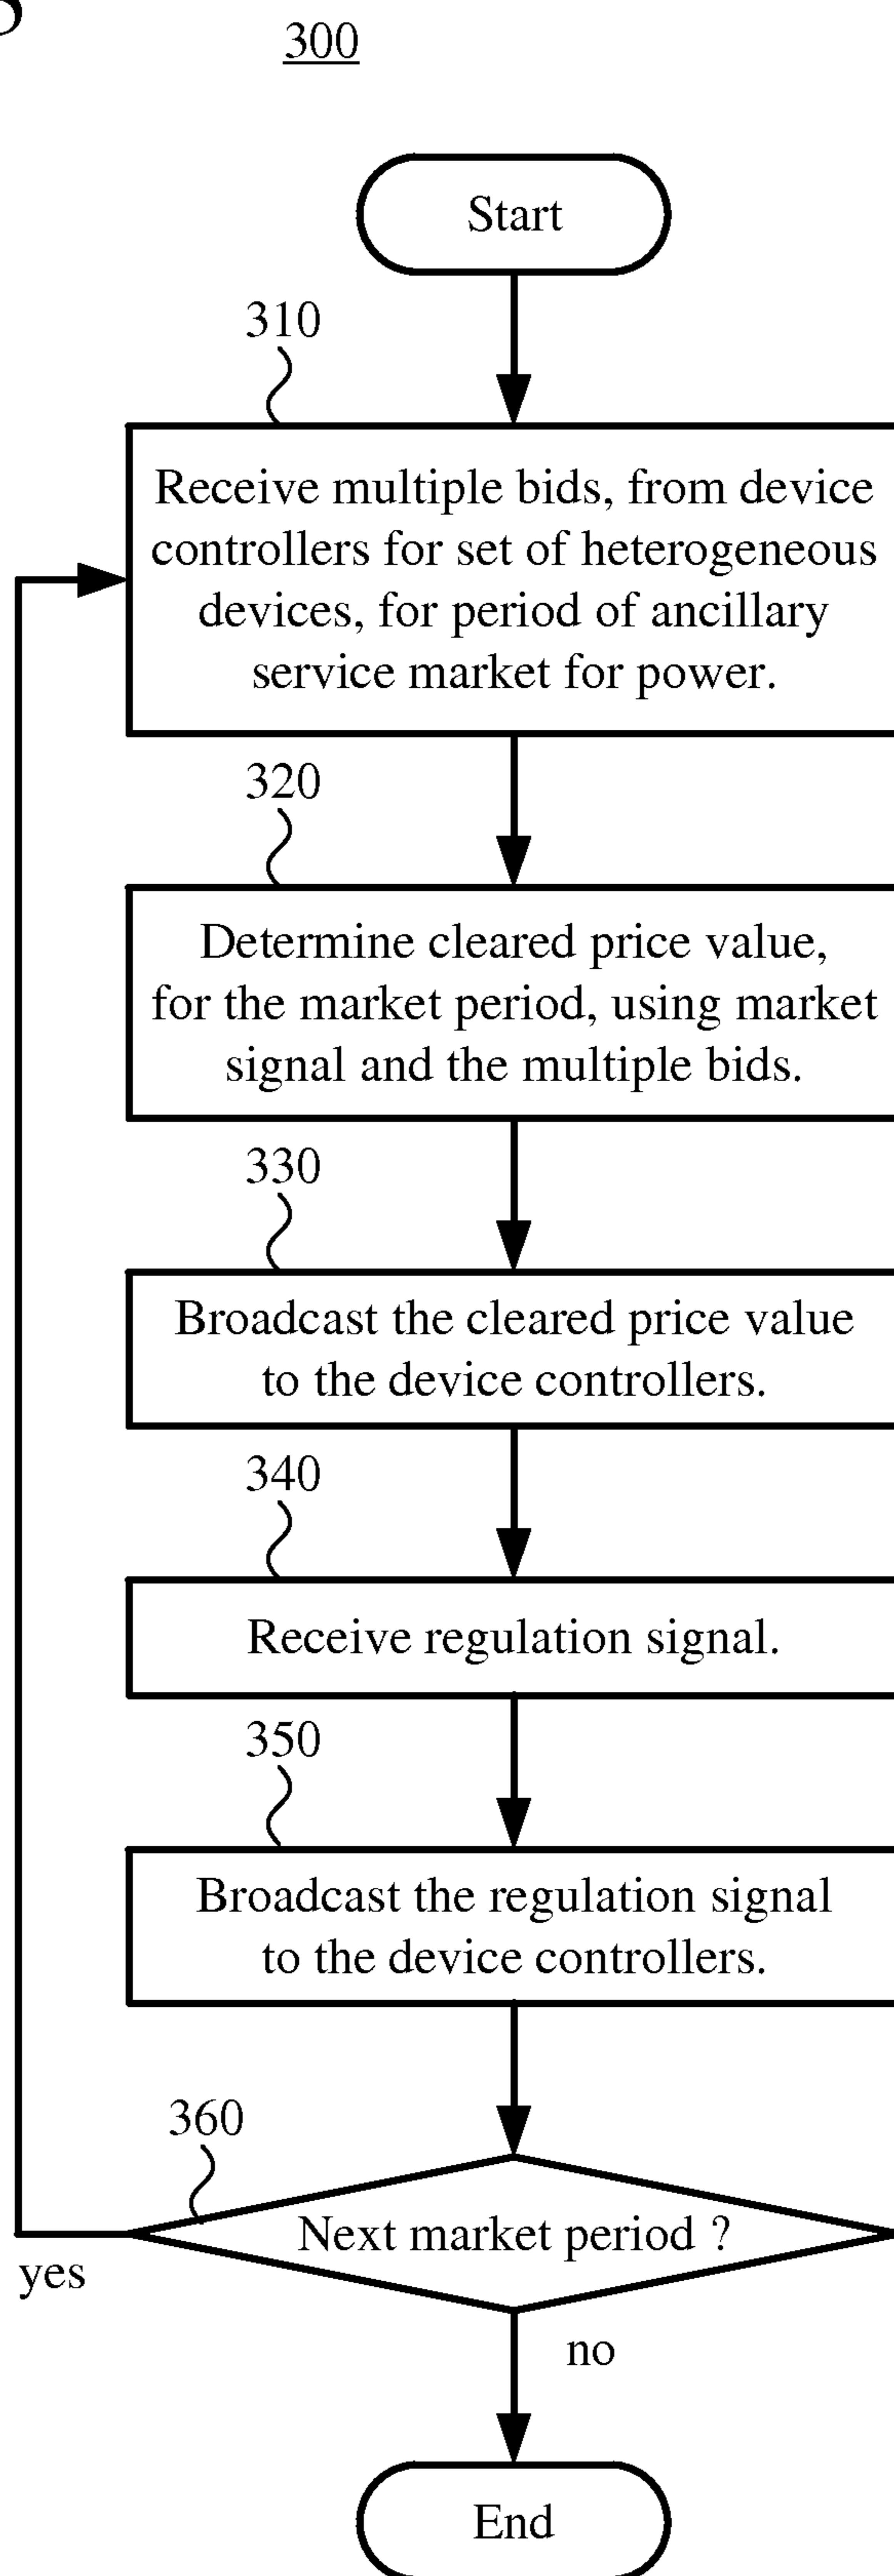 300
Start
310
Receive multiple bids, from device
controllers for set of heterogeneous
devices, for period of ancillary
service market for power.
320
Determine cleared price value,
for the market period, using market
signal and the multiple bids.
330
Broadcast the cleared price value
to the device controllers.
340
Receive regulation signal.
350
Broadcast the regulation signal
to the device controllers.
360
Next market period ?
yes
no
End